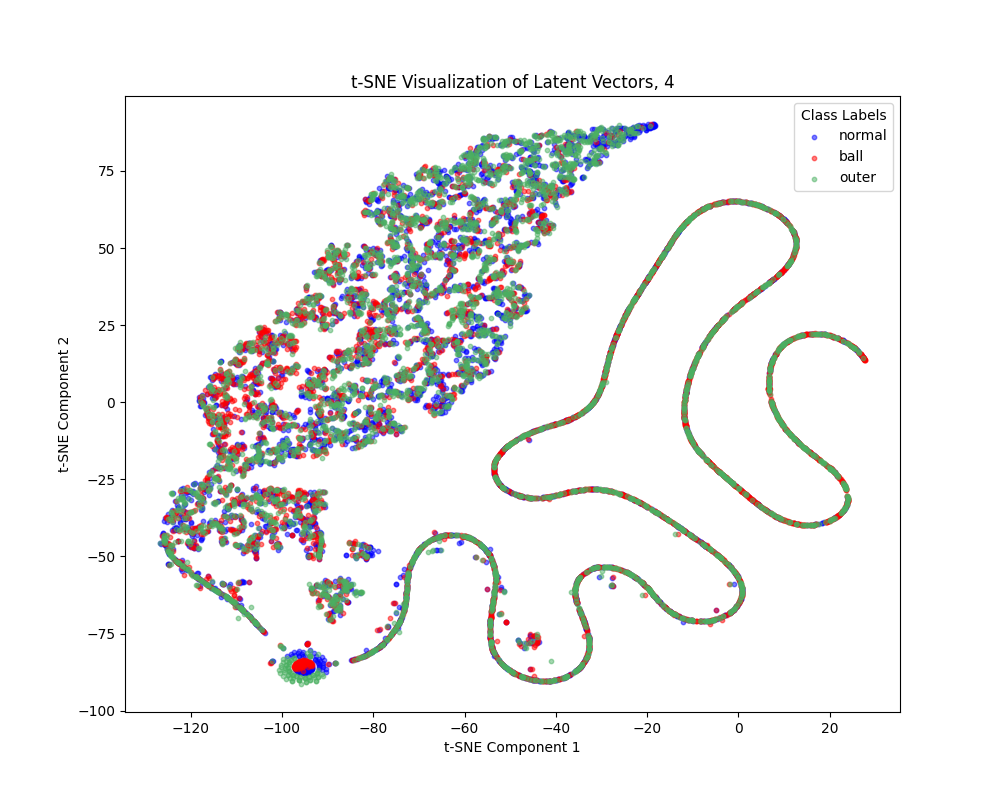 t-SNE Visualization of Latent Vectors, 4
Class Labels
normal
ball
outer
75
50
25
0
−25
−50
−75
−100
t-SNE Component 2
−120
−100
−80
−60
−40
−20
0
20
t-SNE Component 1